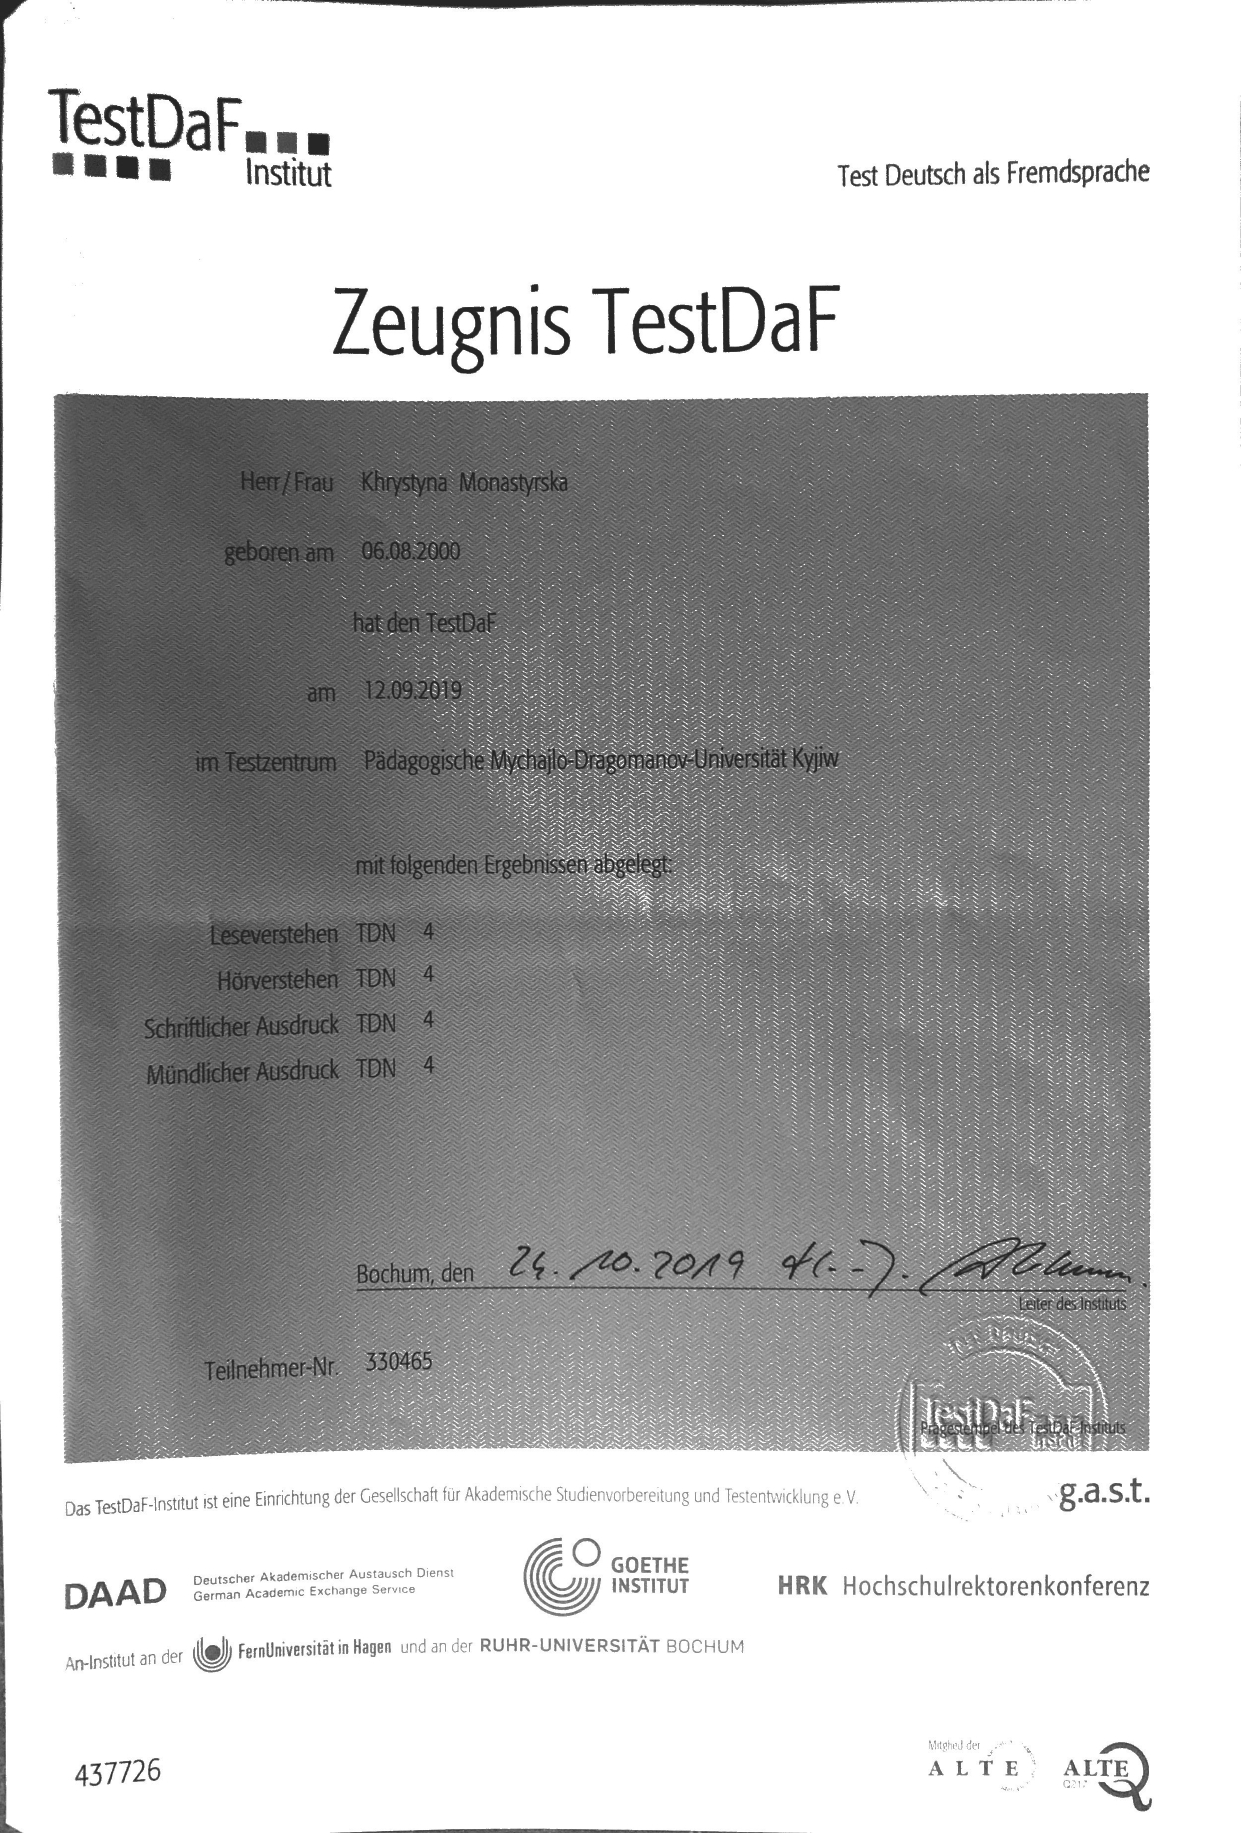 TestDaF
Institut
Test Deutsch als Fremdsprache
Zeugnis TestDaF
Herr/Frau Khrystyna Monastyrska
geboren am 06.08.2000
hat den TestDaF
am 12.09.2019
im Testzentrum Pädagogische Mychajlo-Dragomanov-Universität Kyjiw
mit folgenden Ergebnissen abgelegt:
Leseverstehen TDN 4
Hörverstehen TDN 4
Schriftlicher Ausdruck TDN 4
Mündlicher Ausdruck TDN 4
Bochum, den 24.10.2019
Leiter des Instituts
Teilnehmer-Nr. 330465
TestDaF
Prägestempel des TestDaF-Instituts
Das TestDaF-Institut ist eine Einrichtung der Gesellschaft für Akademische Studienvorbereitung und Testentwicklung e.V.
g.a.s.t.
DAAD Deutscher Akademischer Austausch Dienst
German Academic Exchange Service
GOETHE
INSTITUT
HRK Hochschulrektorenkonferenz
An-Institut an der FernUniversität in Hagen und an der RUHR-UNIVERSITÄT BOCHUM
437726
Mitglied der
ALTE
ALTE